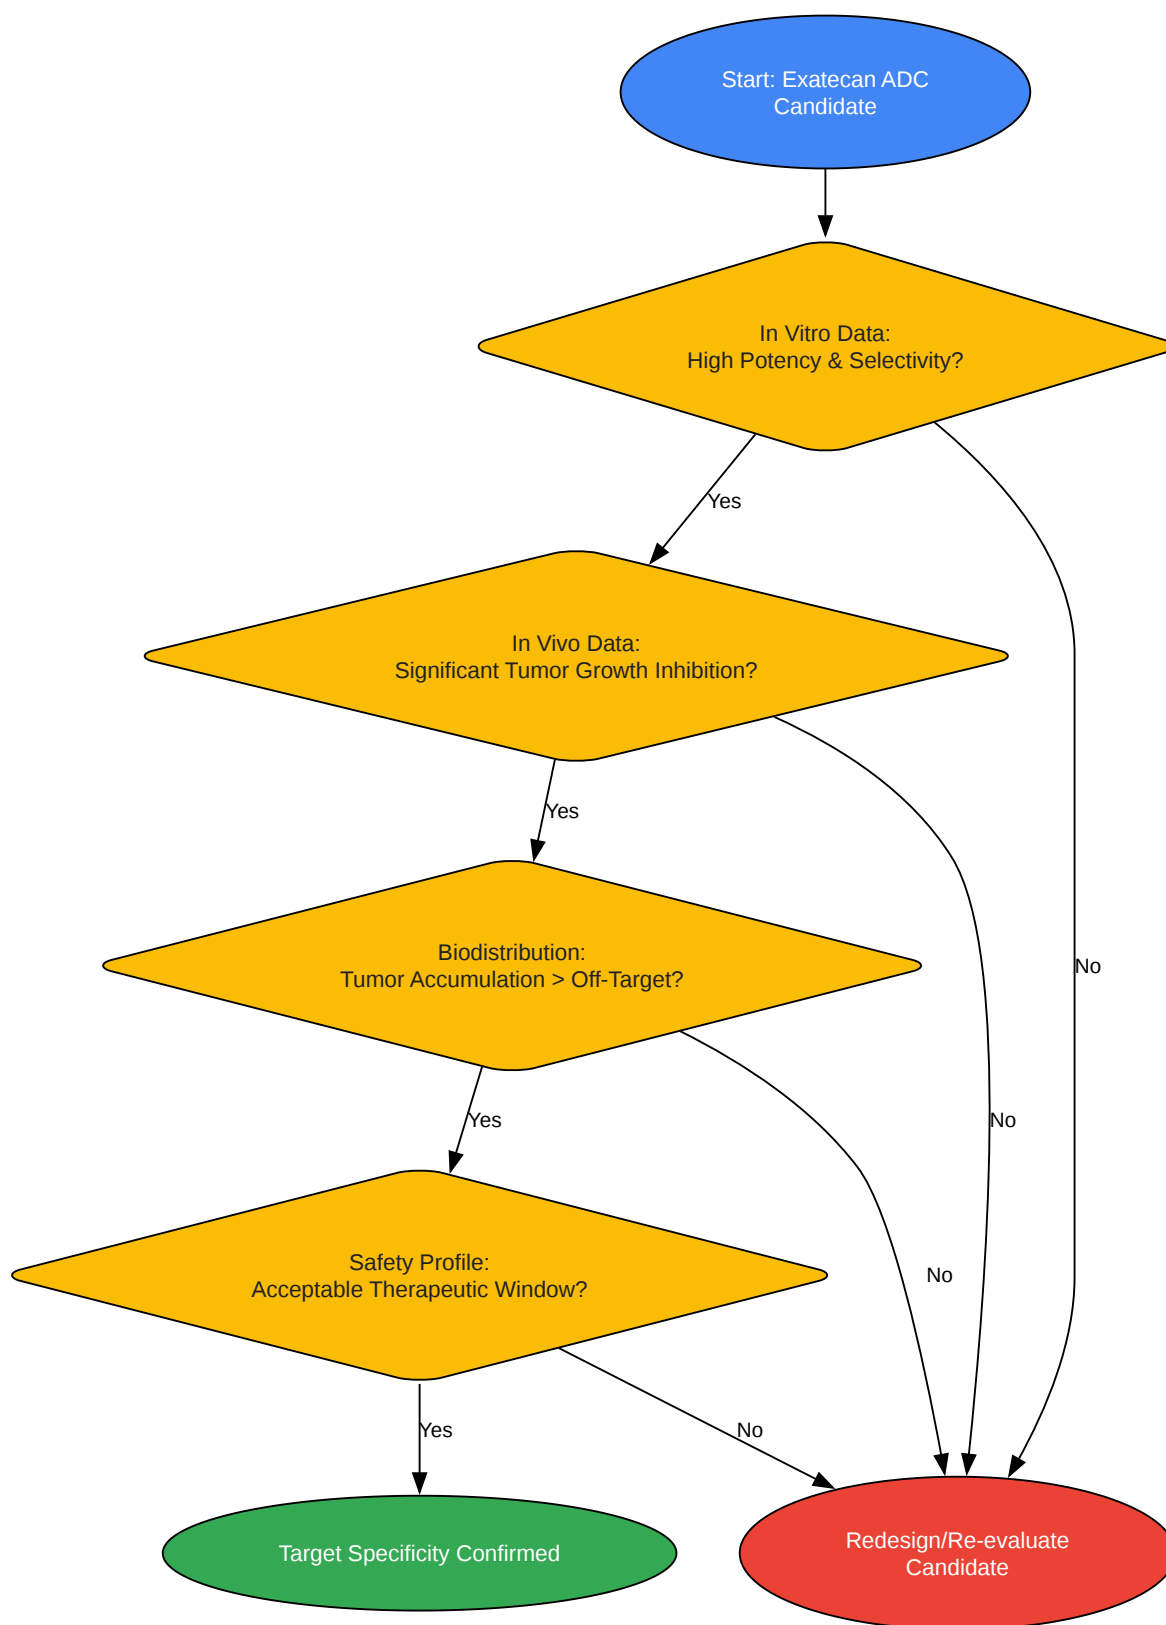 Start: Exatecan ADC
Candidate
In Vitro Data:
High Potency & Selectivity?
Yes
In Vivo Data:
Significant Tumor Growth Inhibition?
Yes
Biodistribution:
Tumor Accumulation > Off-Target?
No
Yes
No
Safety Profile:
Acceptable Therapeutic Window?
No
Yes
No
Target Specificity Confirmed
Redesign/Re-evaluate
Candidate